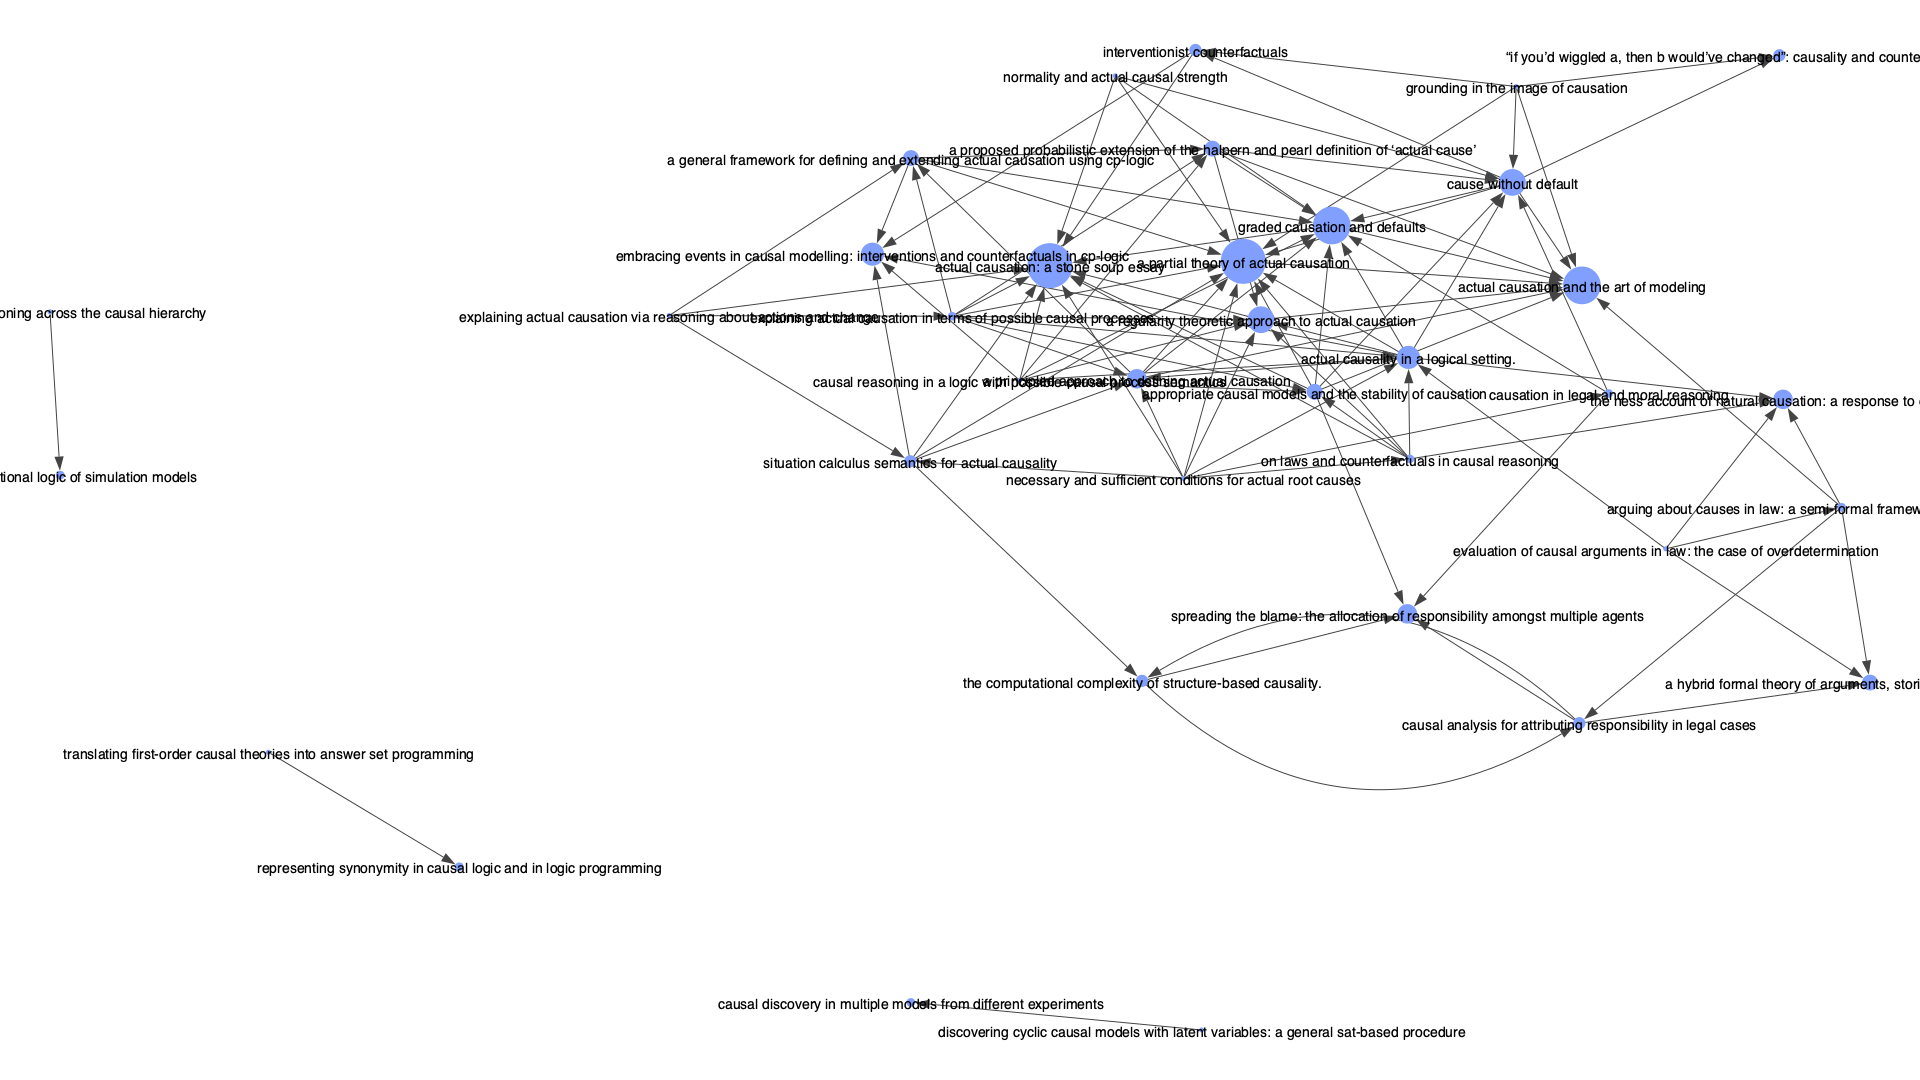 interventionist counterfactuals
“if you’d wiggled a, then b would’ve changed”: causality and counte
normality and actual causal strength
grounding in the image of causation
a proposed probabilistic extension of the halpern and pearl definition of ‘actual cause’
a general framework for defining and extending actual causation using cp-logic
cause without default
graded causation and defaults
embracing events in causal modelling: interventions and counterfactuals in cp-logic
actual causation: a stone soup essay
a partial theory of actual causation
actual causation and the art of modeling
oning across the causal hierarchy
explaining actual causation via reasoning about actions and change
explaining actual causation in terms of possible causal processes
a regularity theoretic approach to actual causation
actual causality in a logical setting.
causal reasoning in a logic with possible causal process semantics
a principled approach to defining actual causation
appropriate causal models and the stability of causation
causation in legal and moral reasoning
the ness account of natural causation: a response to
situation calculus semantics for actual causality
on laws and counterfactuals in causal reasoning
tional logic of simulation models
necessary and sufficient conditions for actual root causes
arguing about causes in law: a semi-formal framew
evaluation of causal arguments in law: the case of overdetermination
spreading the blame: the allocation of responsibility amongst multiple agents
the computational complexity of structure-based causality.
a hybrid formal theory of arguments, stori
causal analysis for attributing responsibility in legal cases
translating first-order causal theories into answer set programming
representing synonymity in causal logic and in logic programming
causal discovery in multiple models from different experiments
discovering cyclic causal models with latent variables: a general sat-based procedure